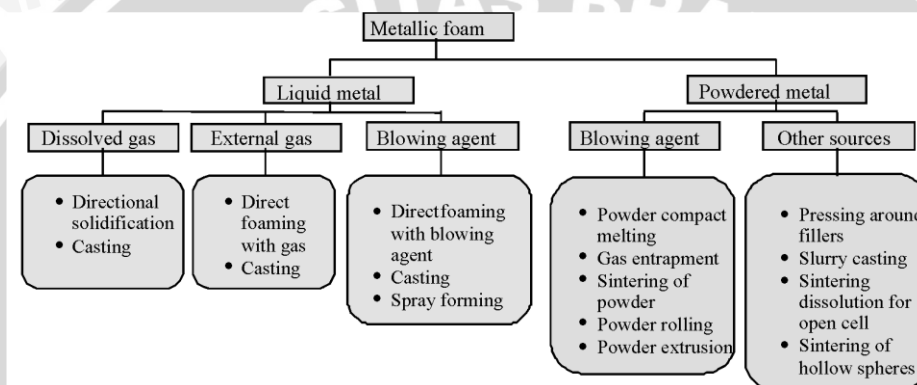 Metallic foam
Liquid metal
Powdered metal
Dissolved gas
External gas
Blowing agent
Blowing agent
Other sources
• Directional
solidification
• Casting
• Direct
foaming
with gas
• Casting
• Directfoaming
with blowing
agent
• Casting
• Spray forming
• Powder compact
melting
• Gas entrapment
• Sintering of
powder
• Powder rolling
• Powder extrusion
• Pressing around
fillers
• Slurry casting
• Sintering
dissolution for
open cell
• Sintering of
hollow spheres